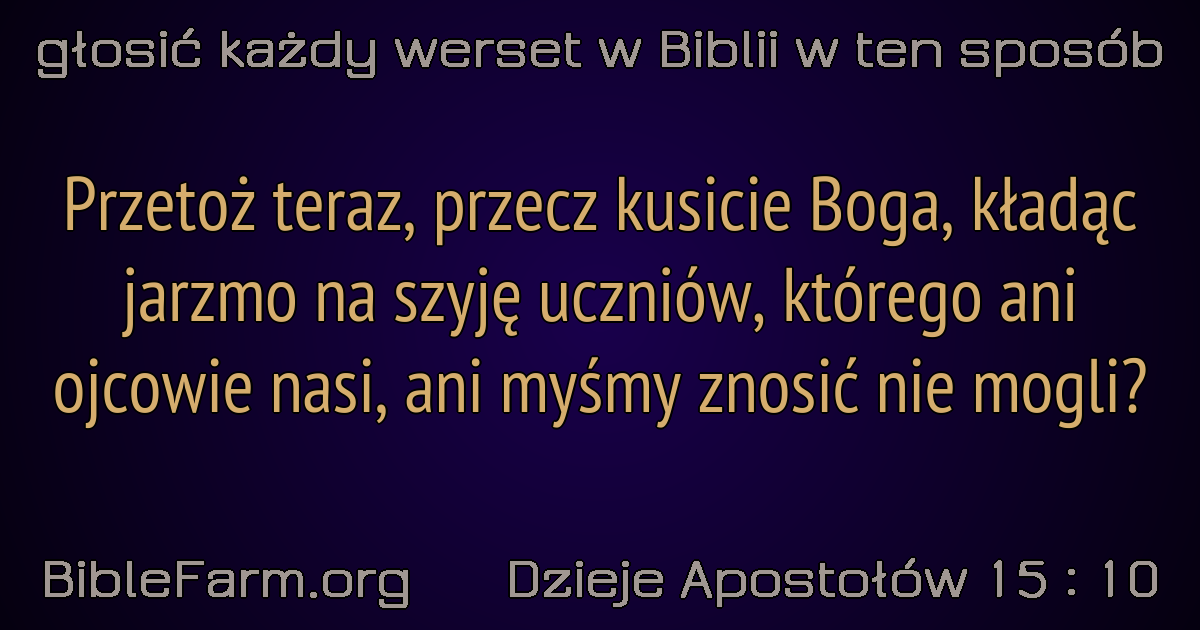 głosić każdy werset w Biblii w ten sposób
Przetoż teraz, przecz kusicie Boga, kładąc
jarzmo na szyję uczniów, którego ani
ojcowie nasi, ani myśmy znosić nie mogli?
BibleFarm.org
Dzieje Apostołów 15 : 10